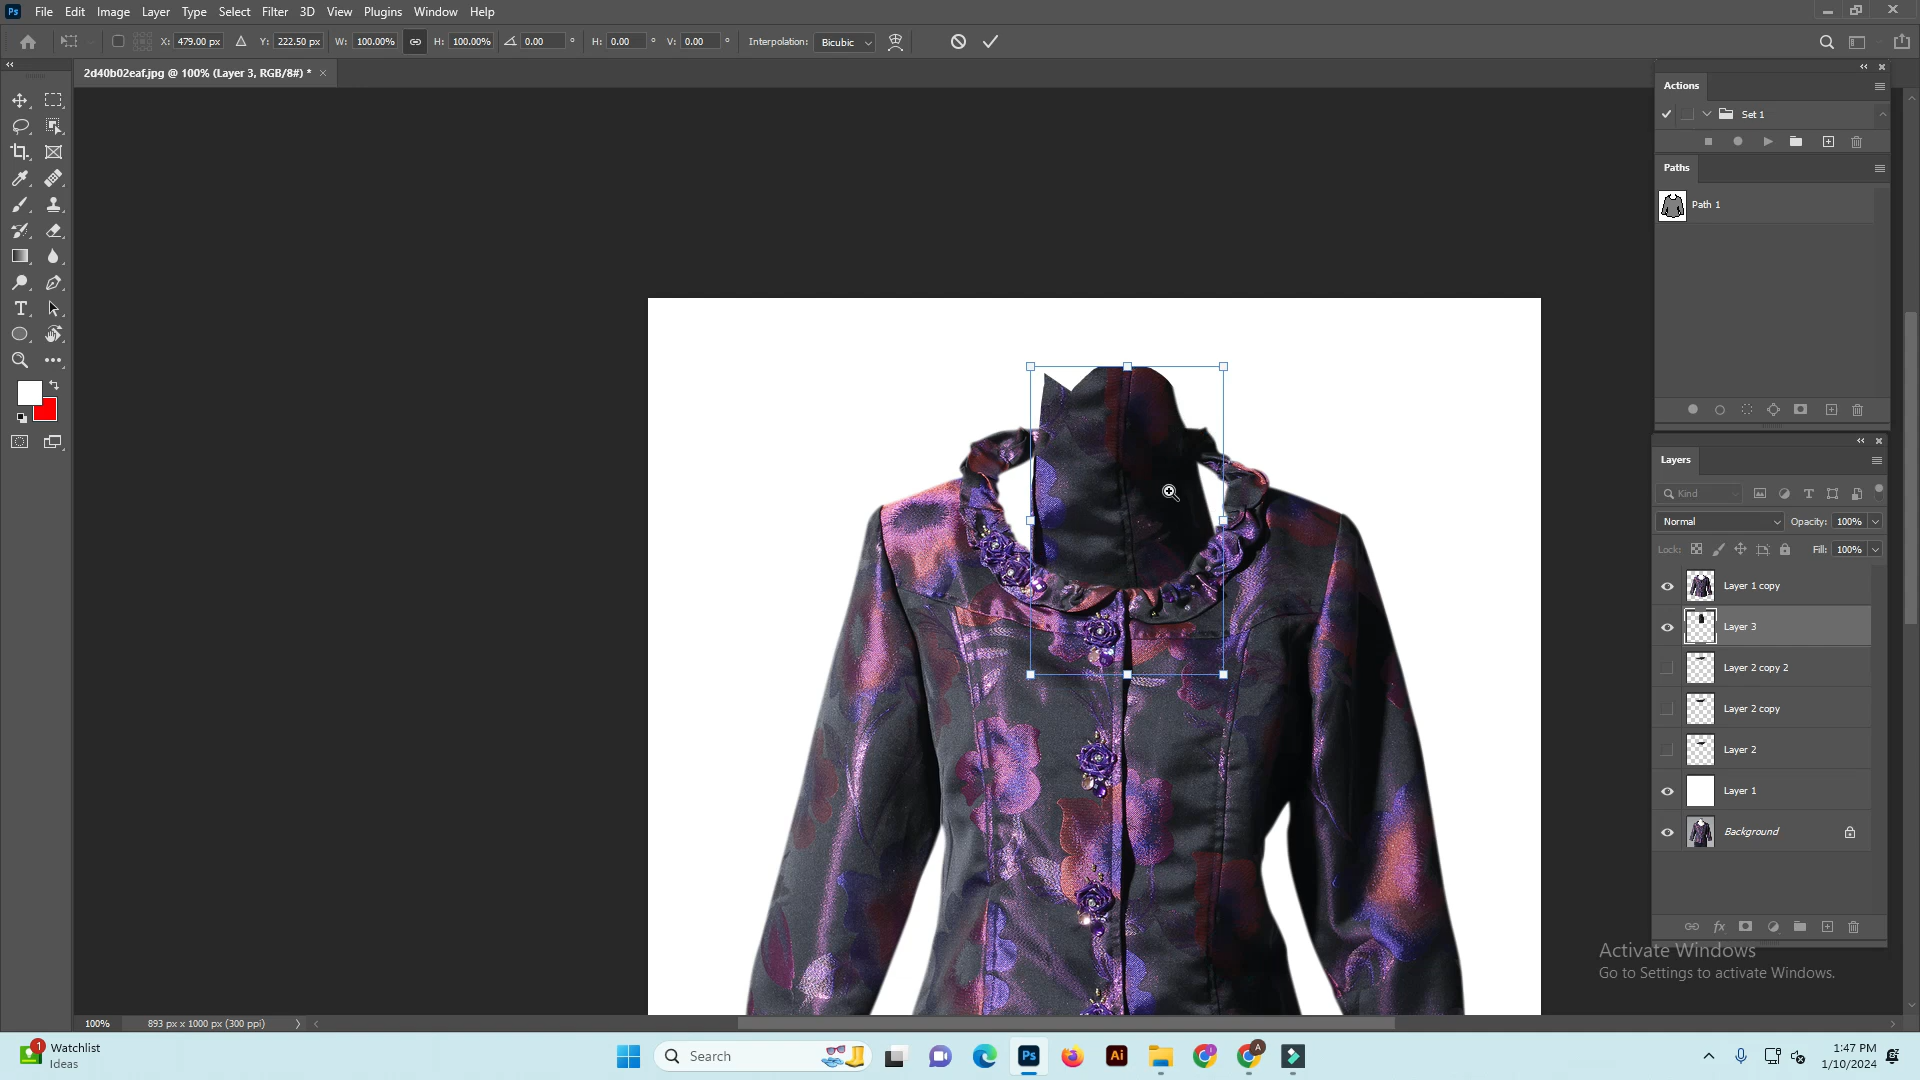 Ps File Edit Image Layer Type Select Filter 3D View Plugins Window Help
X: 479.00 px Y: 222.50 px W: 100.00% H: 100.00% 0.00 ° H: 0.00 ° V: 0.00 ° Interpolation: Bicubic
2d40b02eaf.jpg @ 100% (Layer 3, RGB/8#) *
Actions
Set 1
Paths
Path 1
Layers
Kind
Normal Opacity: 100%
Lock: Fill: 100%
Layer 1 copy
Layer 3
Layer 2 copy 2
Layer 2 copy
Layer 2
Layer 1
Background
Activate Windows
Go to Settings to activate Windows.
100% 893 px x 1000 px (300 ppi)
1 Watchlist
Ideas
Search
Ps
Ai
A
1:47 PM
1/10/2024